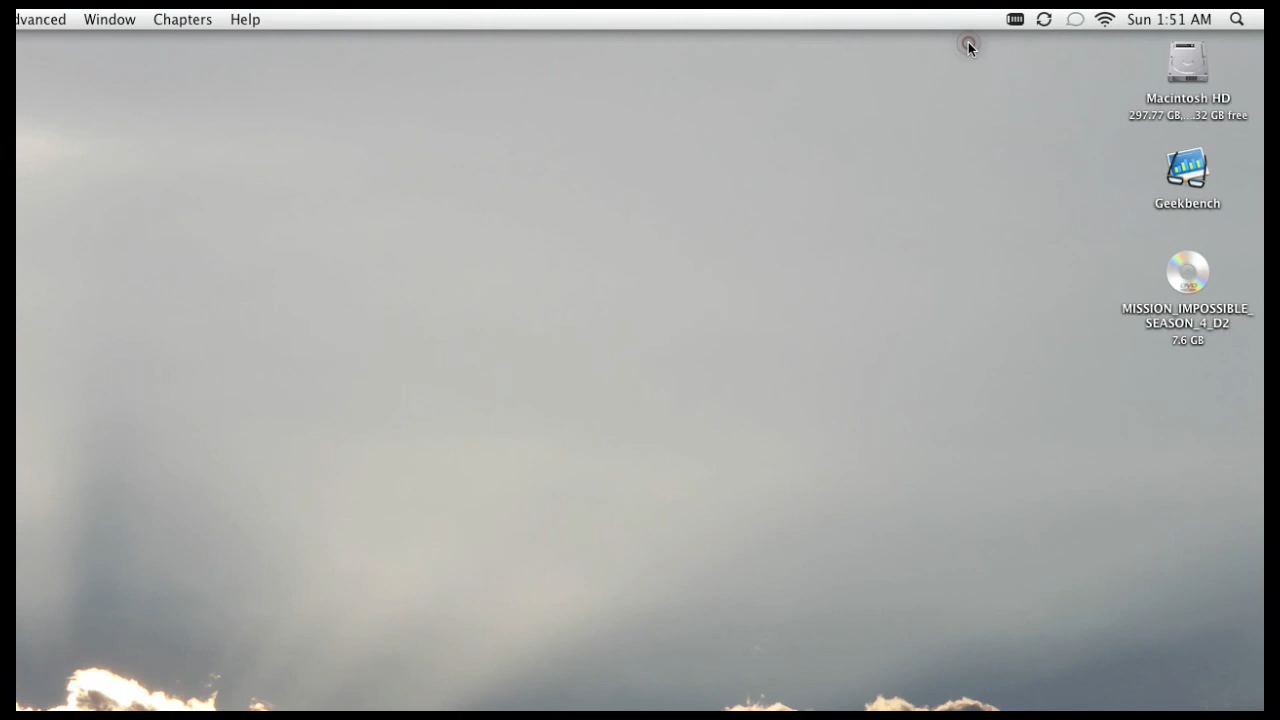 dvanced Window Chapters Help Sun 1:51 AM
Macintosh HD
297.77 GB,...32 GB free
Geekbench
MISSION_IMPOSSIBLE_
SEASON_4_D2
7.6 GB